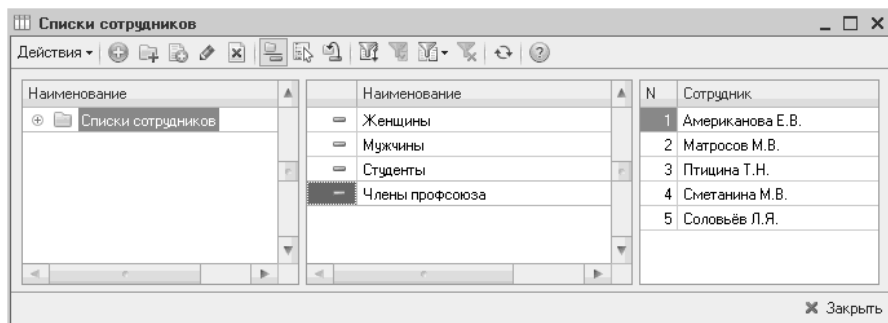 Списки сотрудников
Действия
Наименование
Списки сотрудников
Наименование
Женщины
Мужчины
Студенты
Члены профсоюза
N Сотрудник
1 Американова Е.В.
2 Матросов М.В.
3 Птицина Т.Н.
4 Сметанина М.В.
5 Соловьёв Л.Я.
Закрыть